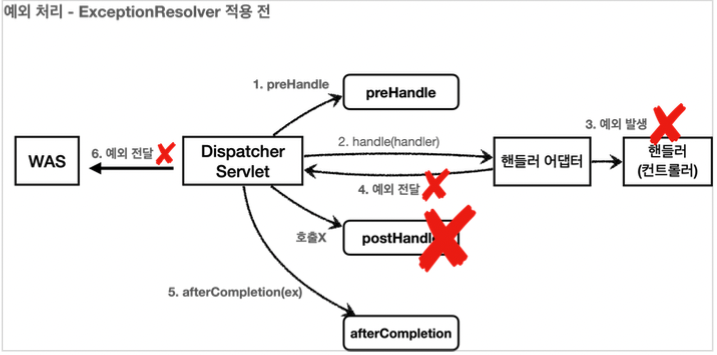 예외 처리 - ExceptionResolver 적용 전
1. preHandle
preHandle
3. 예외 발생
WAS
6. 예외 전달
Dispatcher
Servlet
2. handle(handler)
4. 예외 전달
핸들러 어댑터
핸들러
(컨트롤러)
호출X
postHandle
5. afterCompletion(ex)
afterCompletion